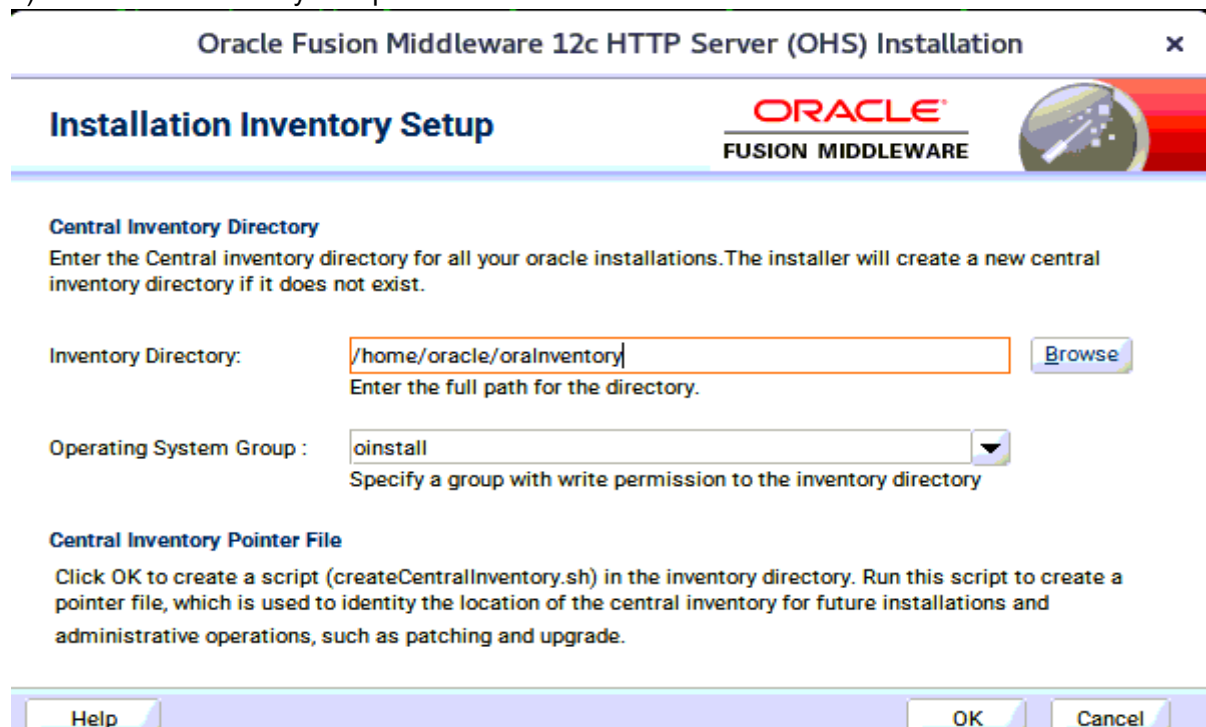 Oracle Fusion Middleware 12c HTTP Server (OHS) Installation
Installation Inventory Setup
ORACLE
FUSION MIDDLEWARE
Central Inventory Directory
Enter the Central inventory directory for all your oracle installations.The installer will create a new central
inventory directory if it does not exist.
Inventory Directory:
/home/oracle/oraInventory
Browse
Enter the full path for the directory.
Operating System Group :
oinstall
Specify a group with write permission to the inventory directory
Central Inventory Pointer File
Click OK to create a script (createCentralInventory.sh) in the inventory directory. Run this script to create a
pointer file, which is used to identity the location of the central inventory for future installations and
administrative operations, such as patching and upgrade.
Help
OK
Cancel